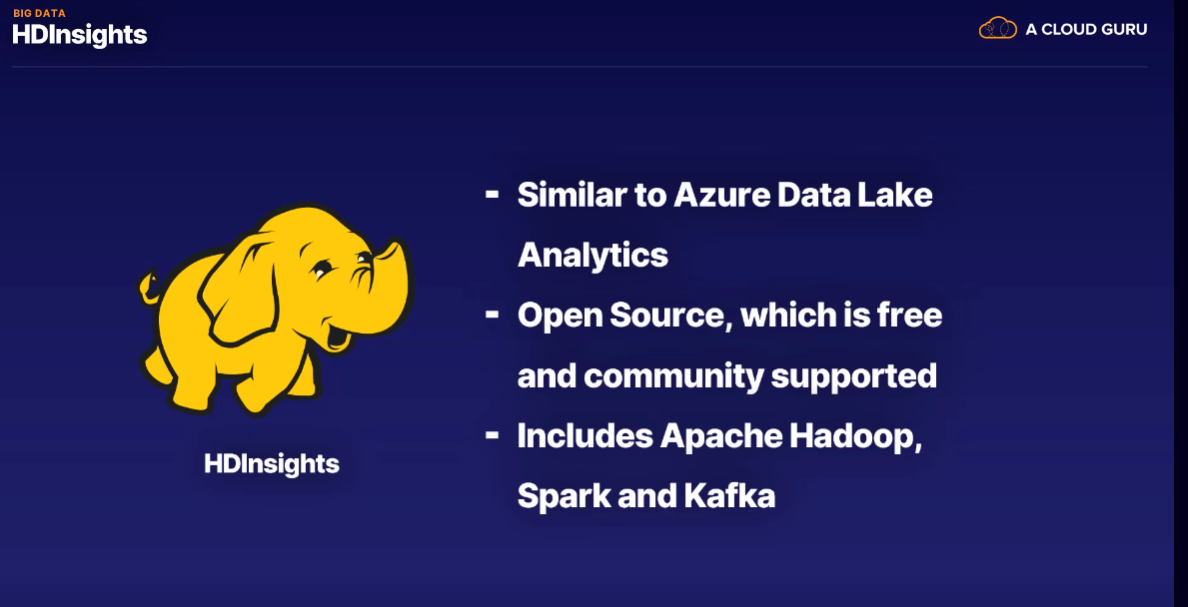 BIG DATA
HDInsights
A CLOUD GURU
- Similar to Azure Data Lake
Analytics
- Open Source, which is free
and community supported
- Includes Apache Hadoop,
Spark and Kafka
HDInsights